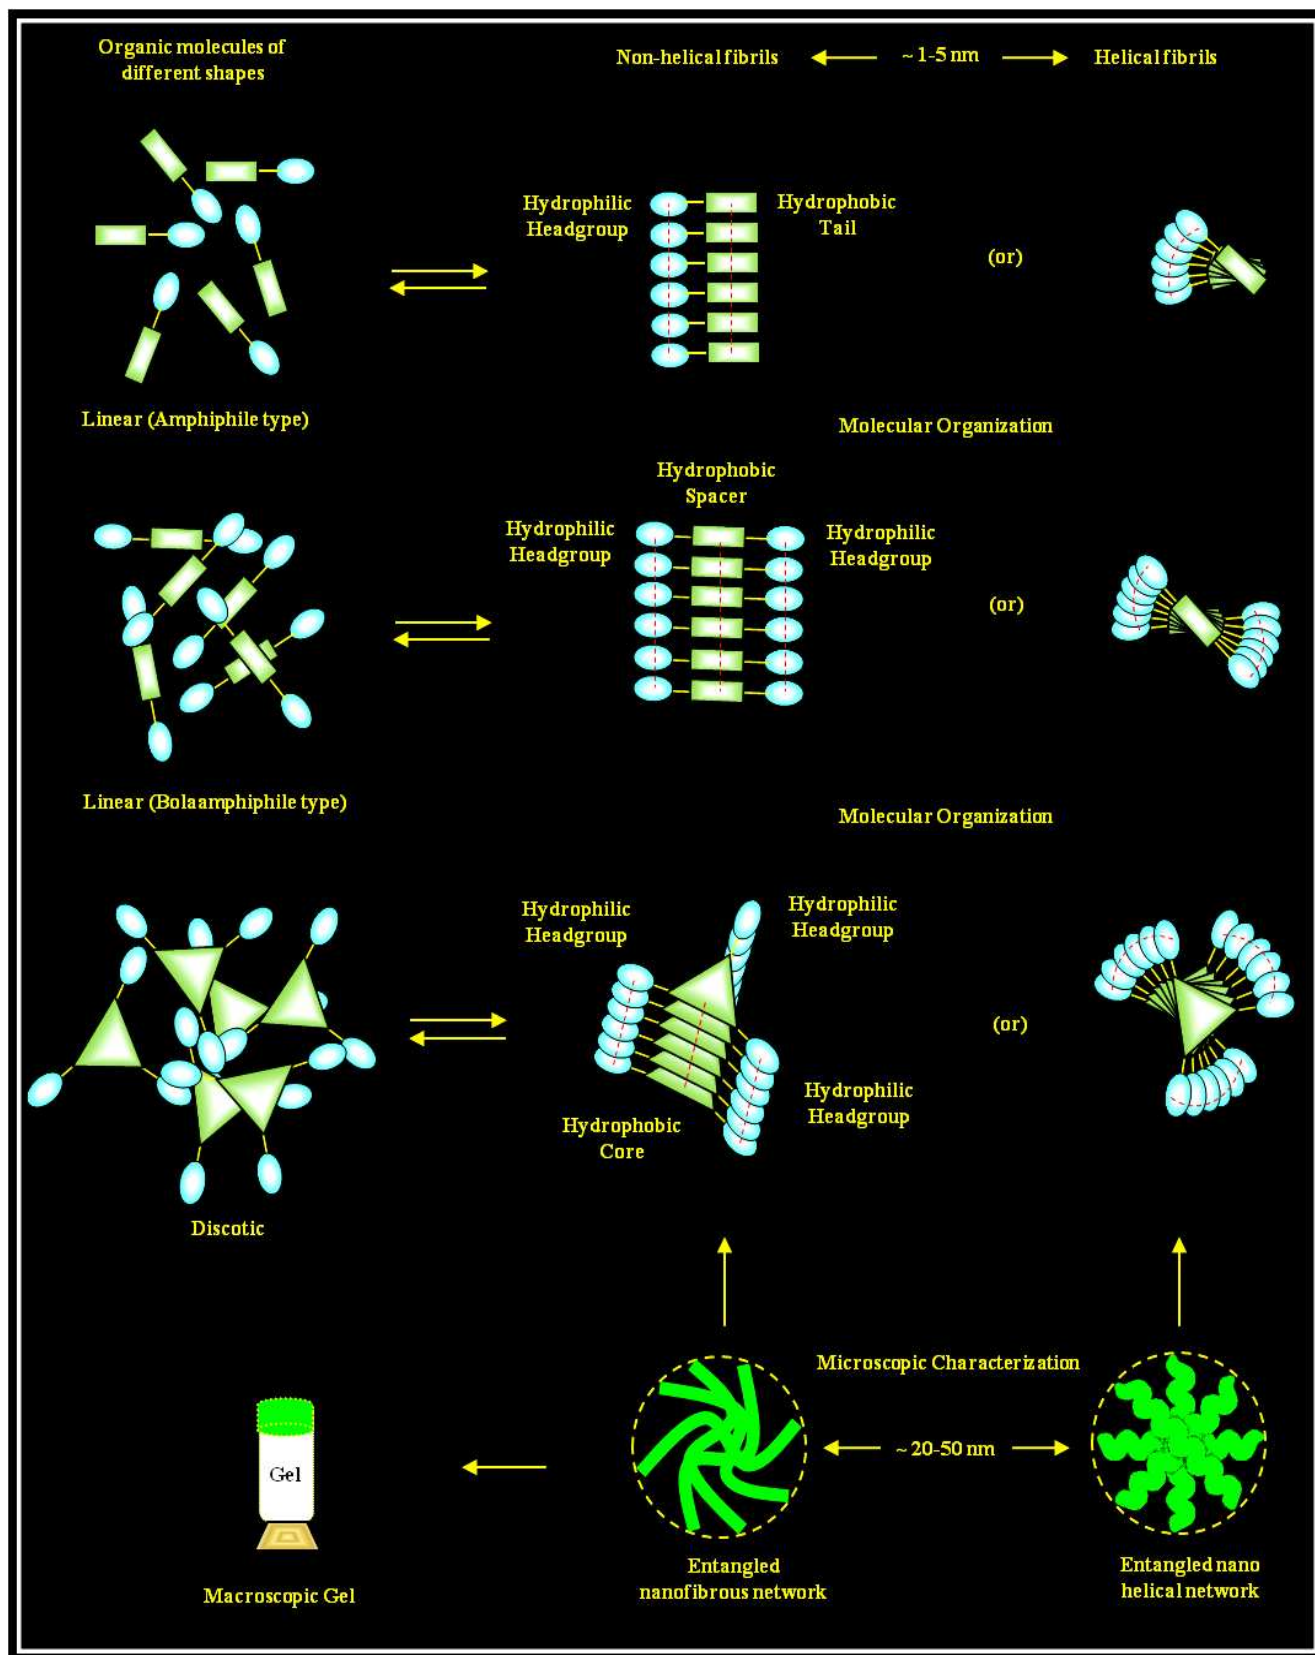 Organic molecules of
different shapes
Non-helical fibrils
~ 1-5 nm
Helical fibrils
Hydrophilic
Headgroup
Hydrophobic
Tail
(or)
Linear (Amphiphile type)
Molecular Organization
Hydrophobic
Spacer
Hydrophilic
Headgroup
Hydrophilic
Headgroup
(or)
Linear (Bolaamphiphile type)
Molecular Organization
Hydrophilic
Headgroup
Hydrophilic
Headgroup
(or)
Hydrophilic
Headgroup
Hydrophobic
Core
Discotic
Microscopic Characterization
~ 20-50 nm
Gel
Macroscopic Gel
Entangled
nanofibrous network
Entangled nano
helical network